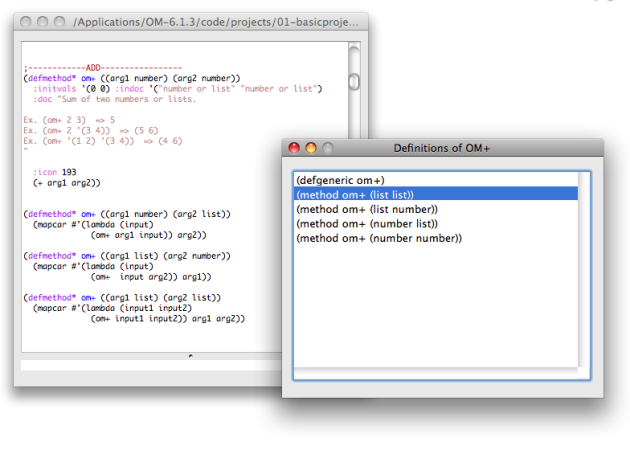 /Applications/OM-6.1.3/code/projects/01-basicproje...
;------------ADD-----------------
(defmethod* om+ ((arg1 number) (arg2 number))
  :initvals '(0 0) :indoc '("number or list" "number or list")
  :doc "Sum of two numbers or lists.
Ex. (om+ 2 3)  => 5
Ex. (om+ 2 '(3 4))  => (5 6)
Ex. (om+ '(1 2) '(3 4))  => (4 6)
"
  :icon 193
  (+ arg1 arg2))
(defmethod* om+ ((arg1 number) (arg2 list))
  (mapcar #'(lambda (input)
              (om+ arg1 input)) arg2))
(defmethod* om+ ((arg1 list) (arg2 number))
  (mapcar #'(lambda (input)
              (om+  input arg2)) arg1))
(defmethod* om+ ((arg1 list) (arg2 list))
  (mapcar #'(lambda (input1 input2)
              (om+ input1 input2)) arg1 arg2))
Definitions of OM+
(defgeneric om+)
(method om+ (list list))
(method om+ (list number))
(method om+ (number list))
(method om+ (number number))